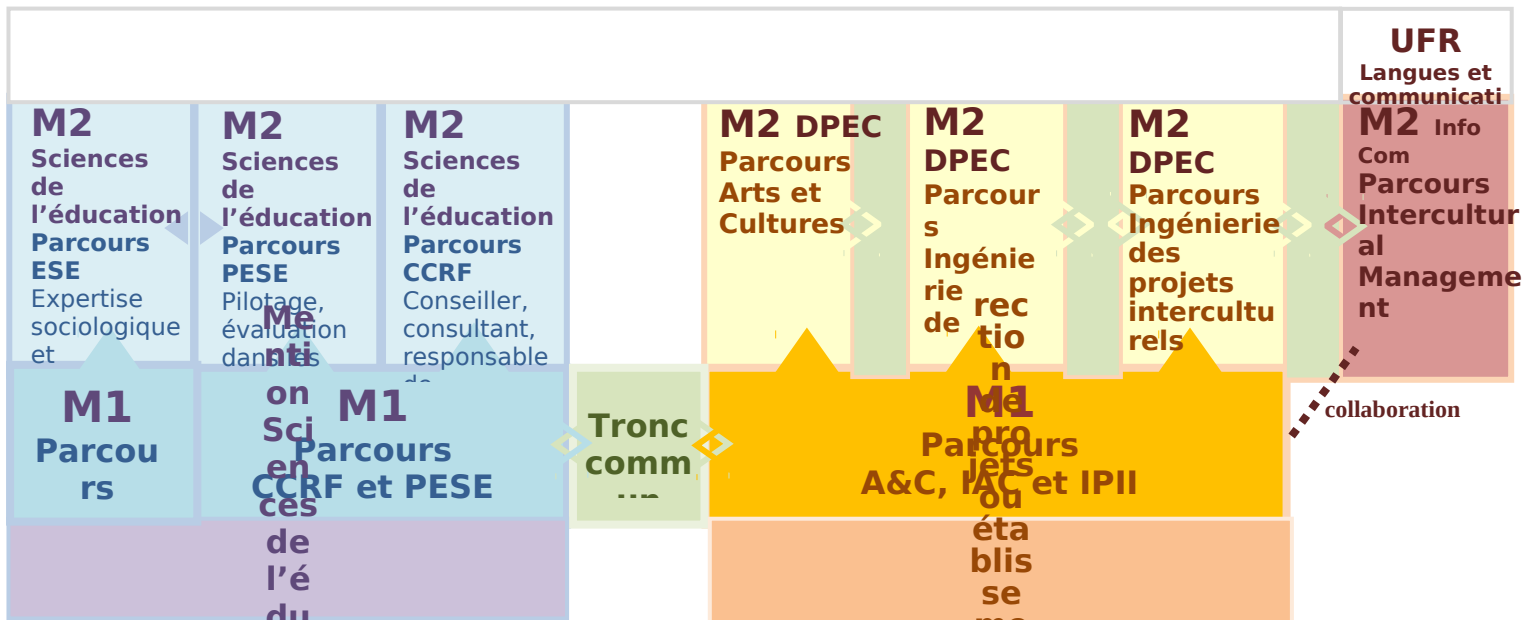 UFR
Langues et
communicati
M2
Sciences
de
l’éducation
Parcours
ESE
Expertise
sociologique
et
M2
Sciences
de
l’éducation
Parcours
PESE
Pilotage,
évaluation
dans les
M2
Sciences
de
l’éducation
Parcours
CCRF
Conseiller,
consultant,
responsable
de
M2 DPEC
Parcours
Arts et
Cultures
M2
DPEC
Parcour
s
Ingénie
rie
de
M2
DPEC
Parcours
Ingénierie
des
projets
intercultu
rels
M2 Info
Com
Parcours
Intercultur
al
Manageme
nt
M1
Parcou
rs
M1
Parcours
CCRF et PESE
Me
nti
on
Sci
en
ces
de
l’é
du
Tronc
comm
un
M1
Parcours
A&C, IAC et IPII
rec
tio
n
de
pro
jets
ou
éta
blis
se
me
collaboration